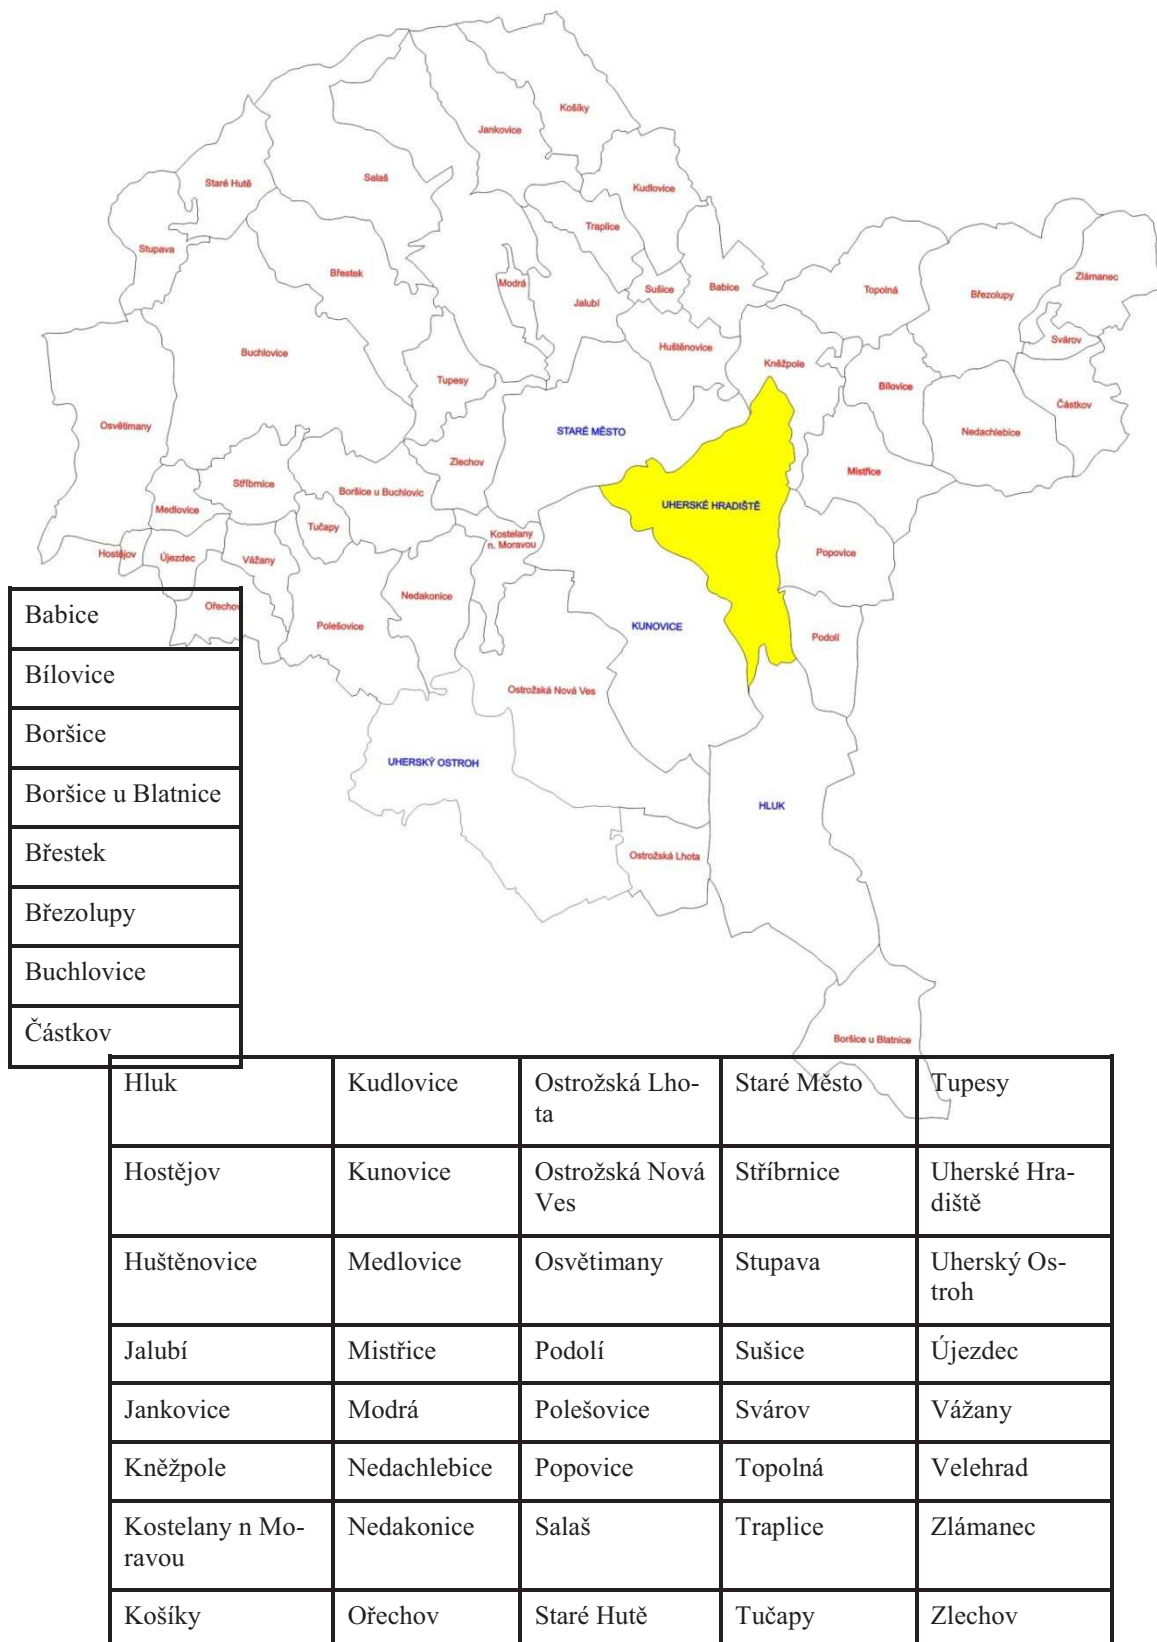 Košíky
Jankovice
Salaš
Staré Hutě
Kudlovice
Traplice
Stupava
Břestek
Modrá
Sušice
Babice
Jalubí
Topolná
Březolupy
Zlámanec
Svárov
Huštěnovice
Buchlovice
Kněžpole
Tupesy
Bílovice
Částkov
Osvětimany
STARÉ MĚSTO
Nedachlebice
Zlechov
Mistřice
Stříbrnice
Boršice u Buchlovic
UHERSKÉ HRADIŠTĚ
Medlovice
Tučapy
Kostelany
n. Moravou
Hostějov
Újezdec
Vážany
Popovice
Nedakonice
Ořechov
Polešovice
KUNOVICE
Podolí
Ostrožská Nová Ves
UHERSKÝ OSTROH
HLUK
Ostrožská Lhota
Boršice u Blatnice
Babice
Bílovice
Boršice
Boršice u Blatnice
Břestek
Březolupy
Buchlovice
Částkov
Hluk Kudlovice Ostrožská Lho- Staré Město Tupesy
ta
Hostějov Kunovice Ostrožská Nová Stříbrnice Uherské Hra-
Ves diště
Huštěnovice Medlovice Osvětimany Stupava Uherský Os-
troh
Jalubí Mistřice Podolí Sušice Újezdec
Jankovice Modrá Polešovice Svárov Vážany
Kněžpole Nedachlebice Popovice Topolná Velehrad
Kostelany n Mo- Nedakonice Salaš Traplice Zlámanec
ravou
Košíky Ořechov Staré Hutě Tučapy Zlechov